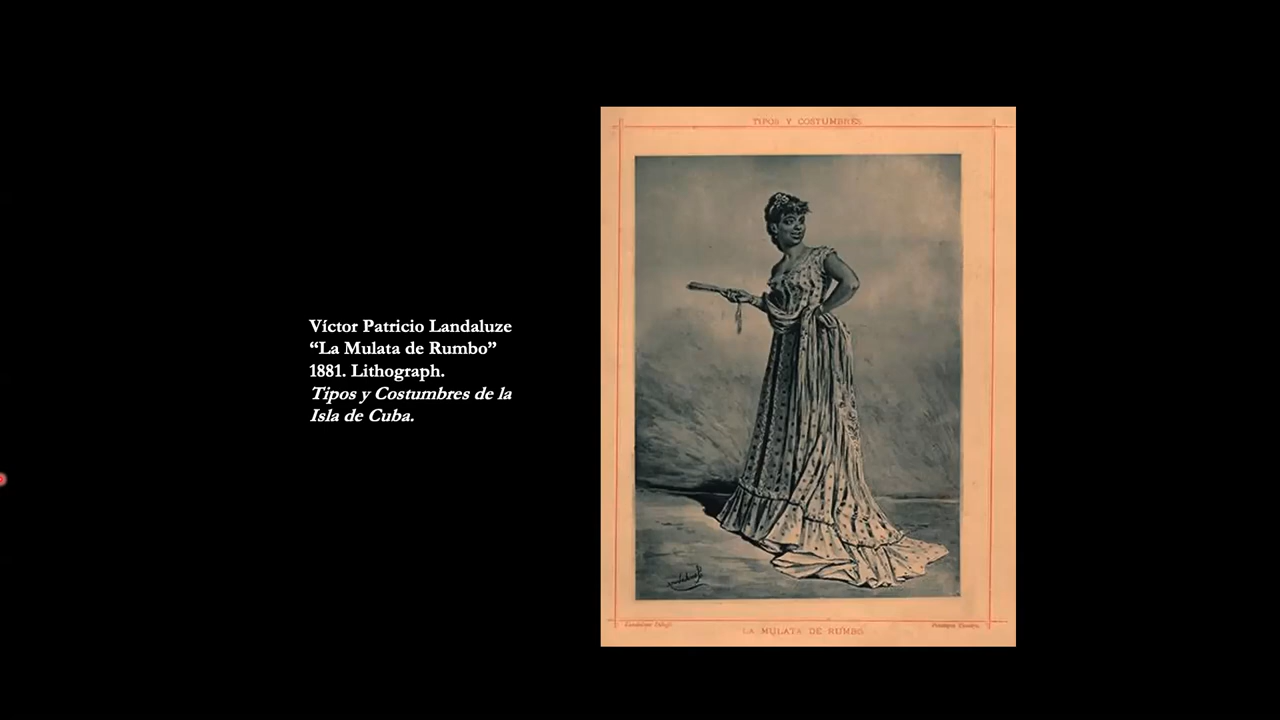 Víctor Patricio Landaluze
“La Mulata de Rumbo”
1881. Lithograph.
Tipos y Costumbres de la
Isla de Cuba.
TIPOS Y COSTUMBRES
LA MULATA DE RUMBO